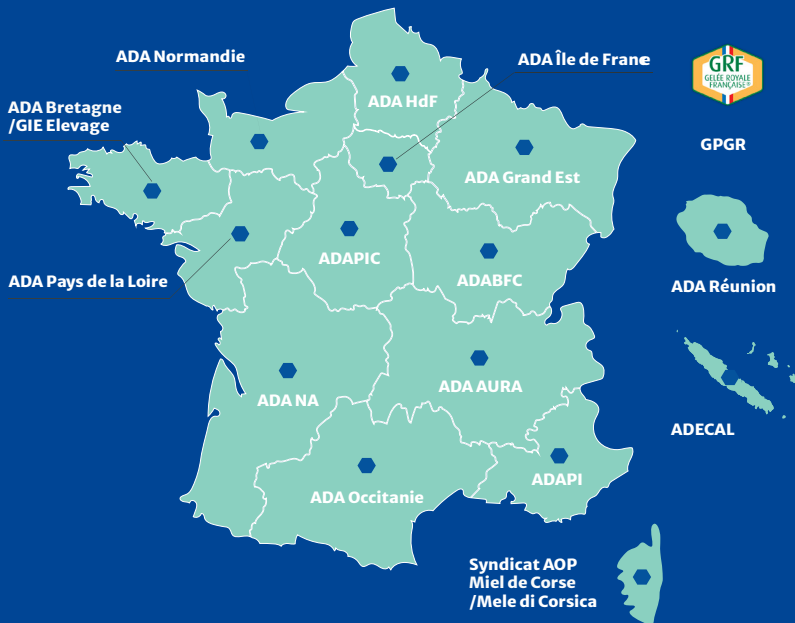 ADA Normandie
ADA Île de Franc
ADA HdF
GRF
GELÉE ROYALE
FRANÇAISE®
ADA Bretagne
/GIE Elevage
GPGR
ADA Grand Est
ADAPIC
ADABFC
ADA Pays de la Loire
ADA Réunion
ADA NA
ADA AURA
ADECAL
ADAPI
ADA Occitanie
Syndicat AOP
Miel de Corse
/Mele di Corsica